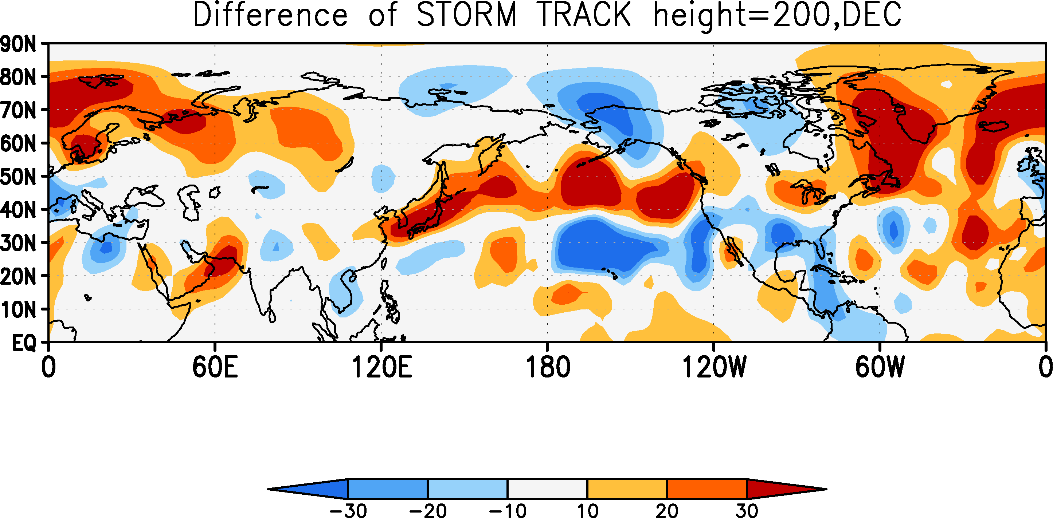 Difference of STORM TRACK height=200,DEC
90N
80N
70N
60N
50N
40N
30N
20N
10N
EQ
0 60E 120E 180 120W 60W 0
-30 -20 -10 10 20 30